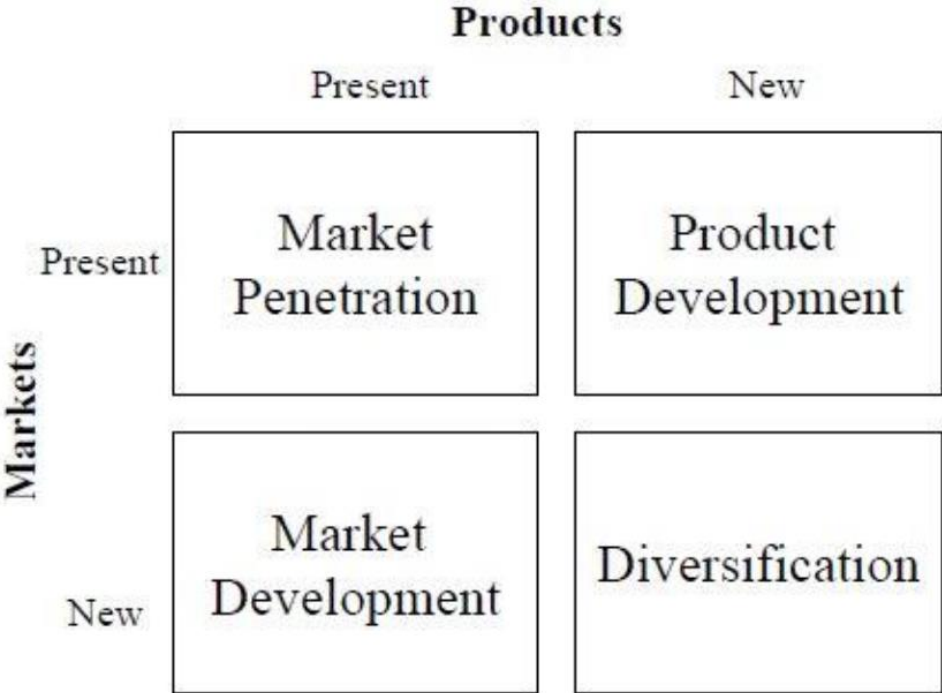 Products
Present New
Market
Penetration
Product
Development
Present
Markets
Market
Development
Diversification
New